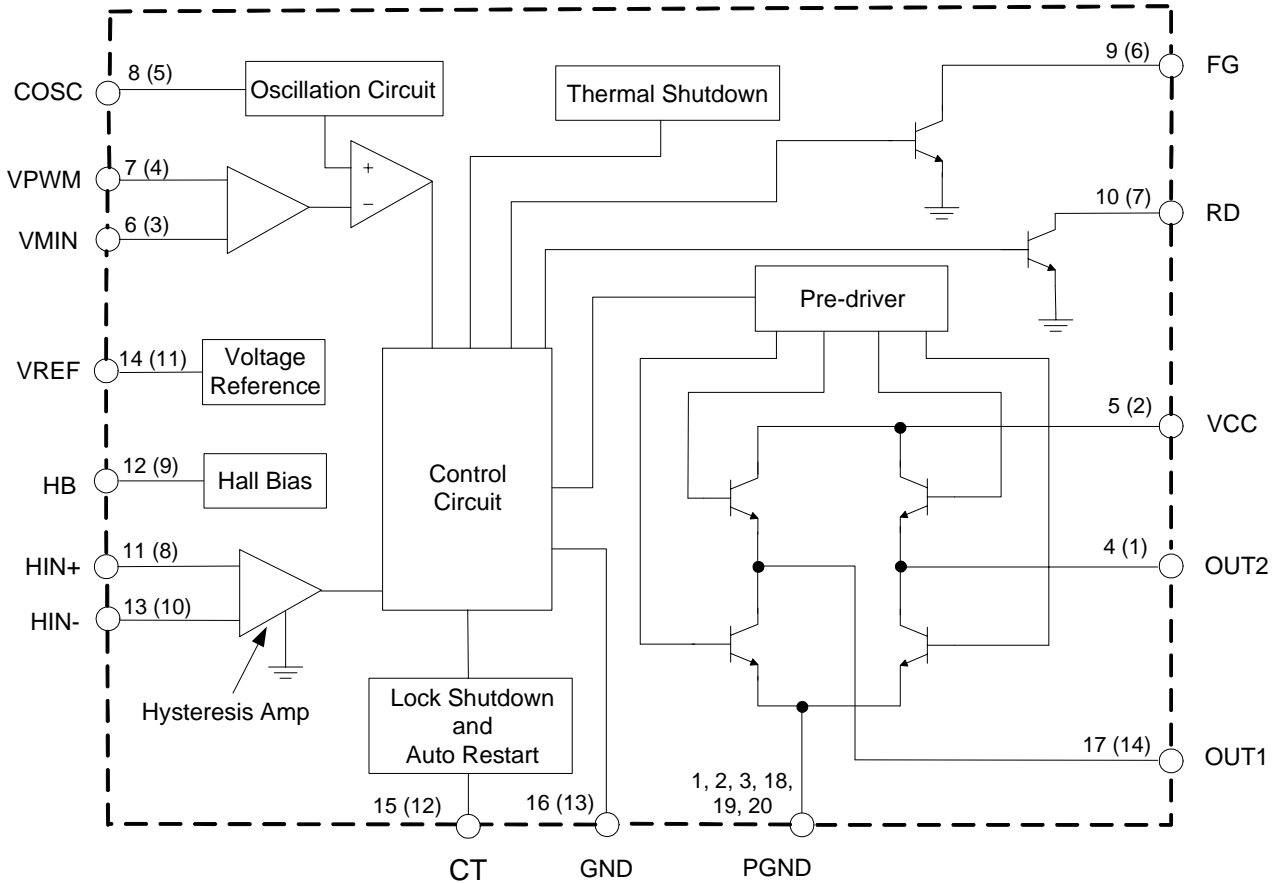 9 (6)
FG
8 (5)
COSC
Oscillation Circuit
Thermal Shutdown
7 (4)
VPWM
+
−
6 (3)
VMIN
10 (7)
RD
Pre-driver
14 (11)
VREF
Voltage
Reference
5 (2)
VCC
12 (9)
HB
Hall Bias
Control
Circuit
11 (8)
HIN+
13 (10)
HIN-
4 (1)
OUT2
Hysteresis Amp
Lock Shutdown
and
Auto Restart
17 (14)
OUT1
15 (12)
CT
16 (13)
GND
1, 2, 3, 18,
19, 20
PGND